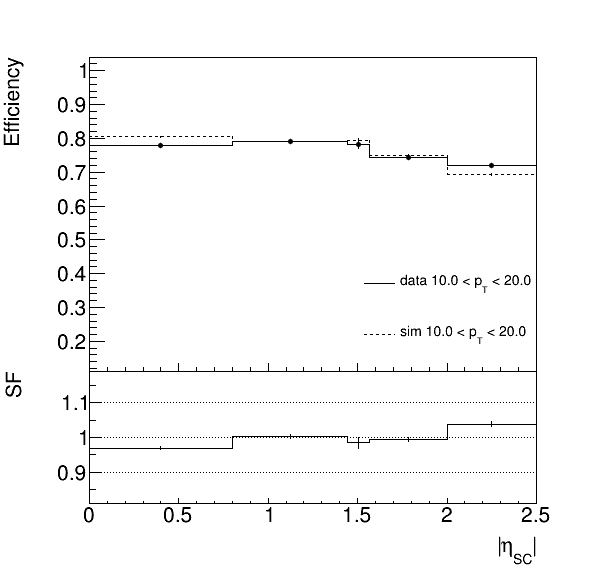 Efficiency
1
0.9
0.8
0.7
0.6
0.5
0.4
0.3
0.2
data 10.0 < p_T < 20.0
sim 10.0 < p_T < 20.0
SF
1.1
1
0.9
0 0.5 1 1.5 2 2.5
|η_SC|